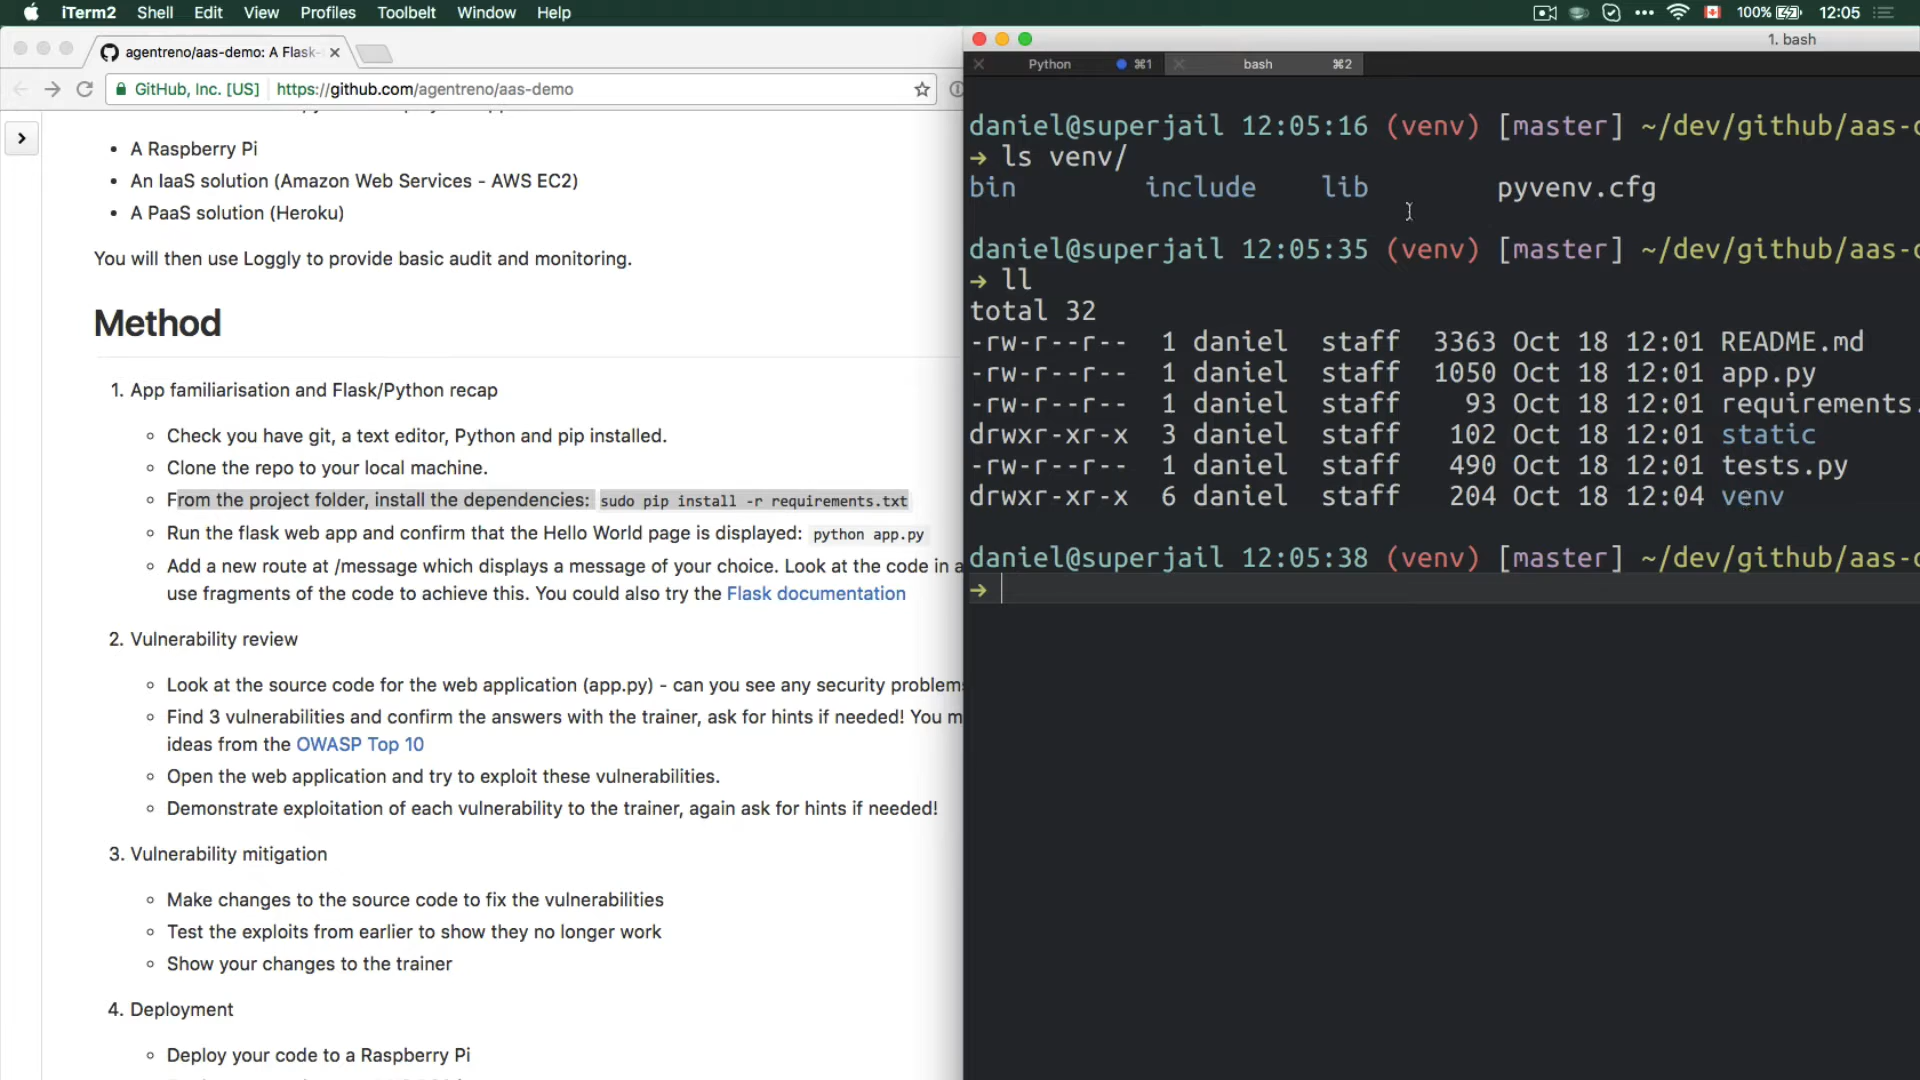 iTerm2 Shell Edit View Profiles Toolbelt Window Help 100% 12:05
agentreno/aas-demo: A Flask-
GitHub, Inc. [US] https://github.com/agentreno/aas-demo
A Raspberry Pi
An IaaS solution (Amazon Web Services - AWS EC2)
A PaaS solution (Heroku)
You will then use Loggly to provide basic audit and monitoring.
Method
1. App familiarisation and Flask/Python recap
Check you have git, a text editor, Python and pip installed.
Clone the repo to your local machine.
From the project folder, install the dependencies: sudo pip install -r requirements.txt
Run the flask web app and confirm that the Hello World page is displayed: python app.py
Add a new route at /message which displays a message of your choice. Look at the code in a
use fragments of the code to achieve this. You could also try the Flask documentation
2. Vulnerability review
Look at the source code for the web application (app.py) - can you see any security problem
Find 3 vulnerabilities and confirm the answers with the trainer, ask for hints if needed! You m
ideas from the OWASP Top 10
Open the web application and try to exploit these vulnerabilities.
Demonstrate exploitation of each vulnerability to the trainer, again ask for hints if needed!
3. Vulnerability mitigation
Make changes to the source code to fix the vulnerabilities
Test the exploits from earlier to show they no longer work
Show your changes to the trainer
4. Deployment
Deploy your code to a Raspberry Pi
1. bash
Python ⌘1 bash ⌘2
daniel@superjail 12:05:16 (venv) [master] ~/dev/github/aas-
→ ls venv/
bin include lib pyvenv.cfg
daniel@superjail 12:05:35 (venv) [master] ~/dev/github/aas-
→ ll
total 32
-rw-r--r-- 1 daniel staff 3363 Oct 18 12:01 README.md
-rw-r--r-- 1 daniel staff 1050 Oct 18 12:01 app.py
-rw-r--r-- 1 daniel staff 93 Oct 18 12:01 requirements.
drwxr-xr-x 3 daniel staff 102 Oct 18 12:01 static
-rw-r--r-- 1 daniel staff 490 Oct 18 12:01 tests.py
drwxr-xr-x 6 daniel staff 204 Oct 18 12:04 venv
daniel@superjail 12:05:38 (venv) [master] ~/dev/github/aas-
→